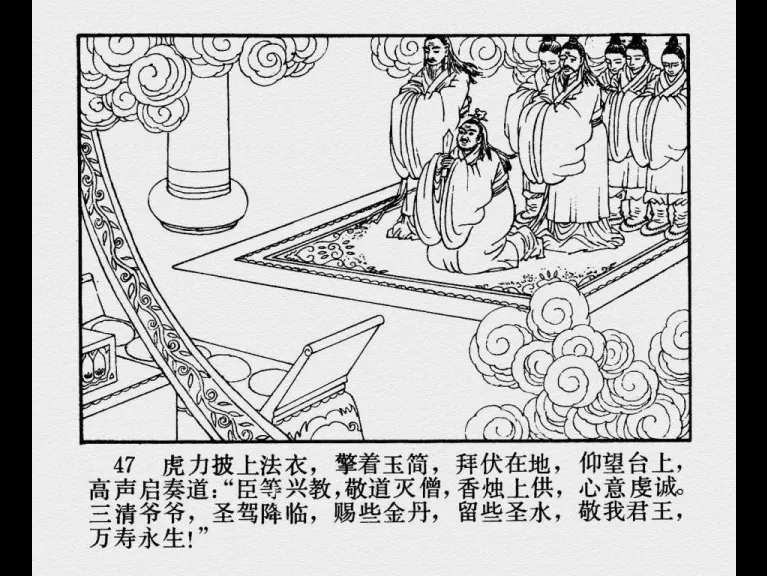 47 虎力披上法衣，擎着玉简，拜伏在地，仰望台上，
高声启奏道：“臣等兴教，敬道灭僧，香烛上供，心意虔诚。
三清爷爷，圣驾降临，赐些金丹，留些圣水，敬我君王，
万寿永生！”